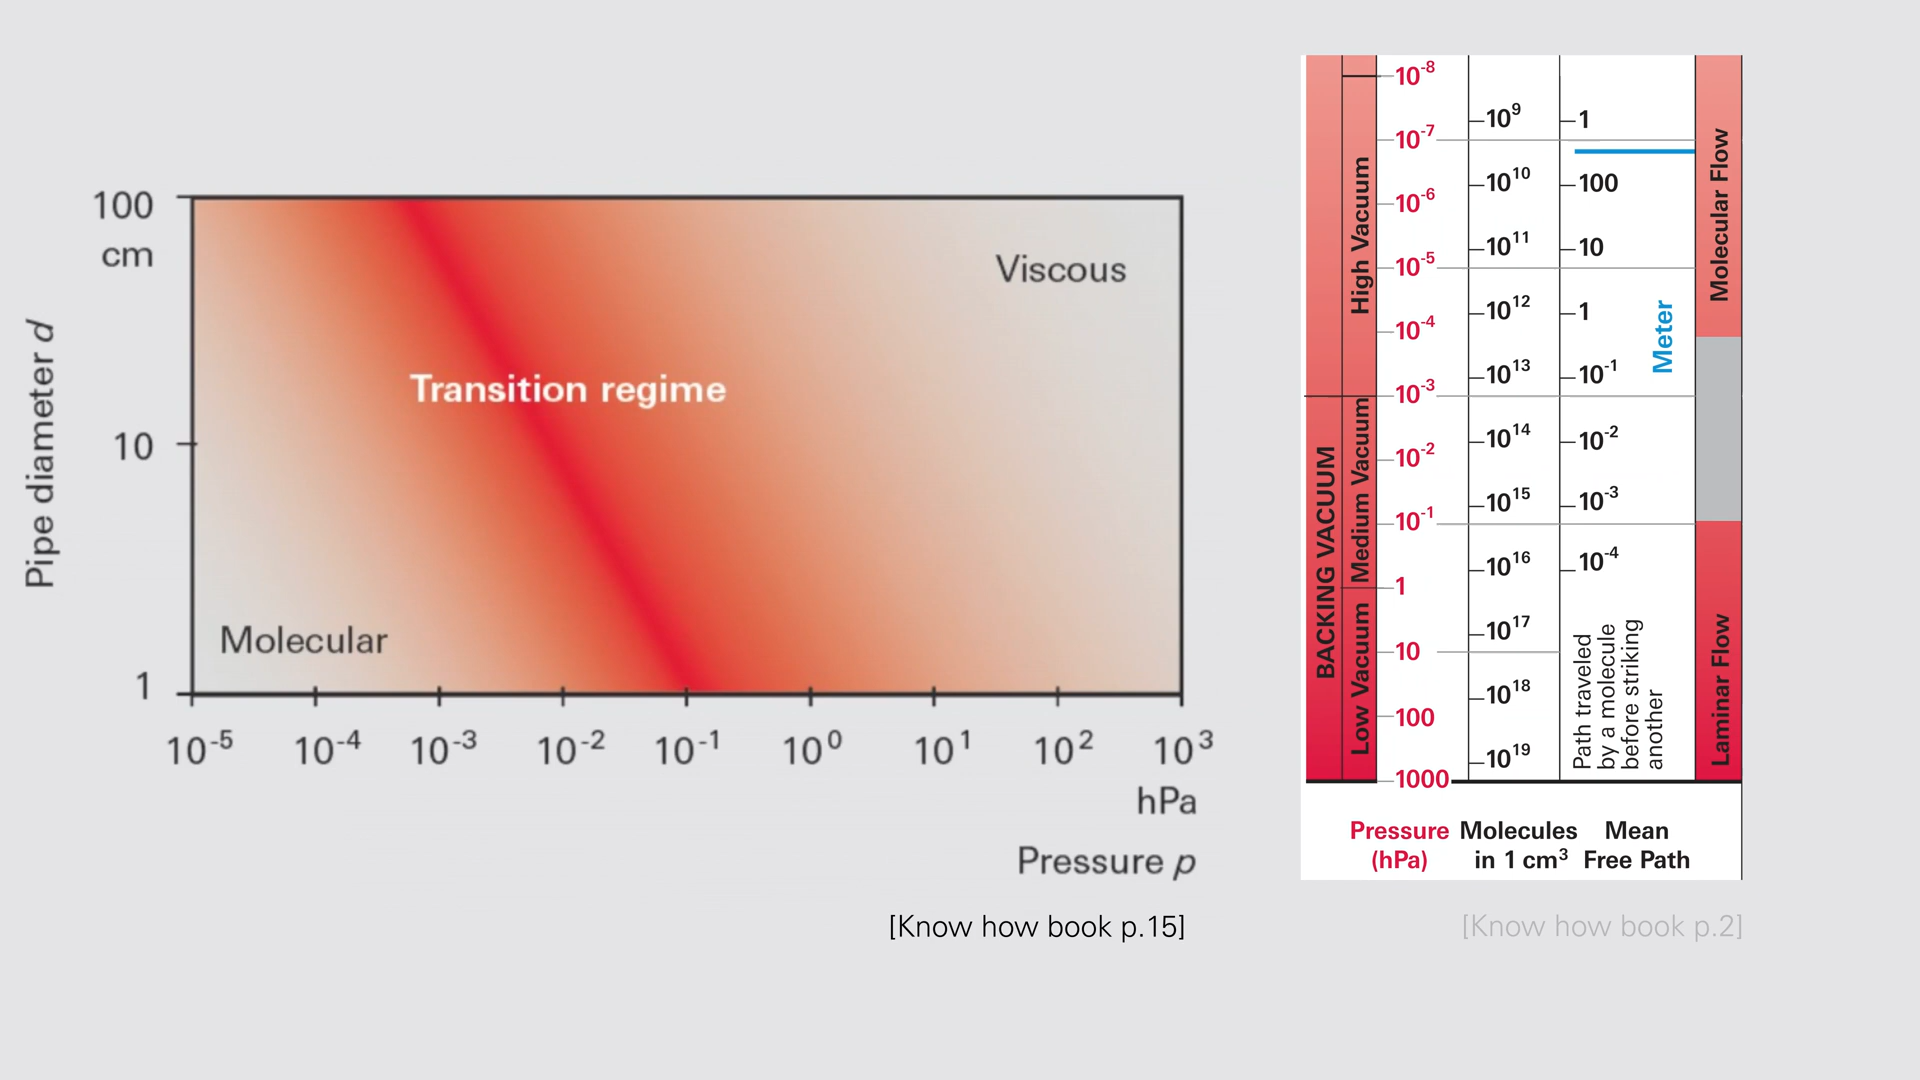 100
cm
10
1
Pipe diameter d
Viscous
Transition regime
Molecular
10-5 10-4 10-3 10-2 10-1 100 101 102 103
hPa
Pressure p
[Know how book p.15]
BACKING VACUUM
High Vacuum
Medium Vacuum
Low Vacuum
10-8
10-7
10-6
10-5
10-4
10-3
10-2
10-1
1
10
100
1000
109
1010
1011
1012
1013
1014
1015
1016
1017
1018
1019
1
100
10
1
10-1
10-2
10-3
10-4
Meter
Path traveled
by a molecule
before striking
another
Molecular Flow
Laminar Flow
Pressure
(hPa)
Molecules
in 1 cm3
Mean
Free Path
[Know how book p.2]